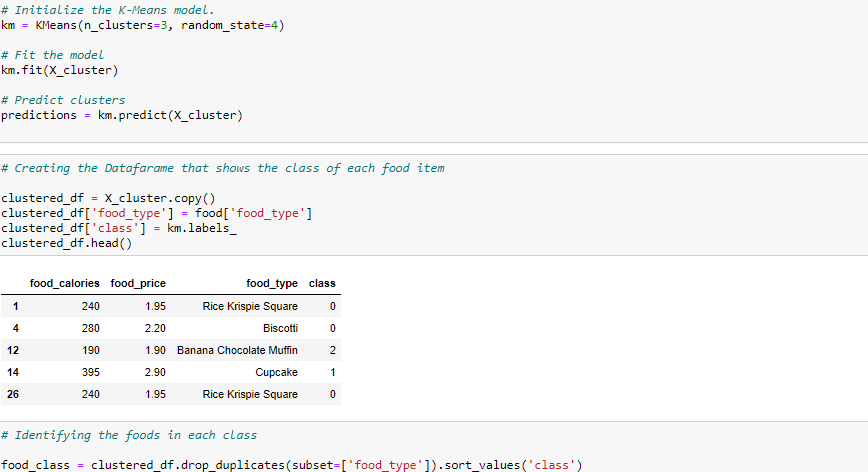 # Initialize the K-Means model.
km = KMeans(n_clusters=3, random_state=4)
# Fit the model
km.fit(X_cluster)
# Predict clusters
predictions = km.predict(X_cluster)
# Creating the Datafarame that shows the class of each food item
clustered_df = X_cluster.copy()
clustered_df['food_type'] = food['food_type']
clustered_df['class'] = km.labels_
clustered_df.head()
food_calories food_price food_type class
1 240 1.95 Rice Krispie Square 0
4 280 2.20 Biscotti 0
12 190 1.90 Banana Chocolate Muffin 2
14 395 2.90 Cupcake 1
26 240 1.95 Rice Krispie Square 0
# Identifying the foods in each class
food_class = clustered_df.drop_duplicates(subset=['food_type']).sort_values('class')